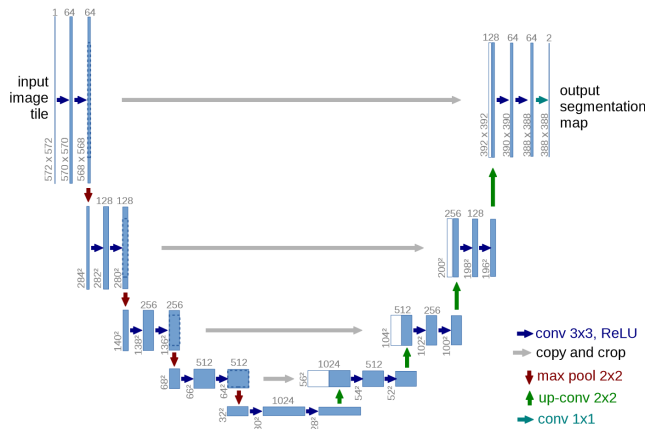 1 64 64
input
image
tile
572 x 572
570 x 570
568 x 568
128 64 64 2
392 x 392
390 x 390
388 x 388
388 x 388
output
segmentation
map
128 128
284²
282²
280²
256 128
200²
198²
196²
256 256
140²
138²
136²
512 256
104²
102²
100²
512 512
68²
66²
64²
1024 512
56²
54²
52²
1024
32²
30²
28²
conv 3x3, ReLU
copy and crop
max pool 2x2
up-conv 2x2
conv 1x1